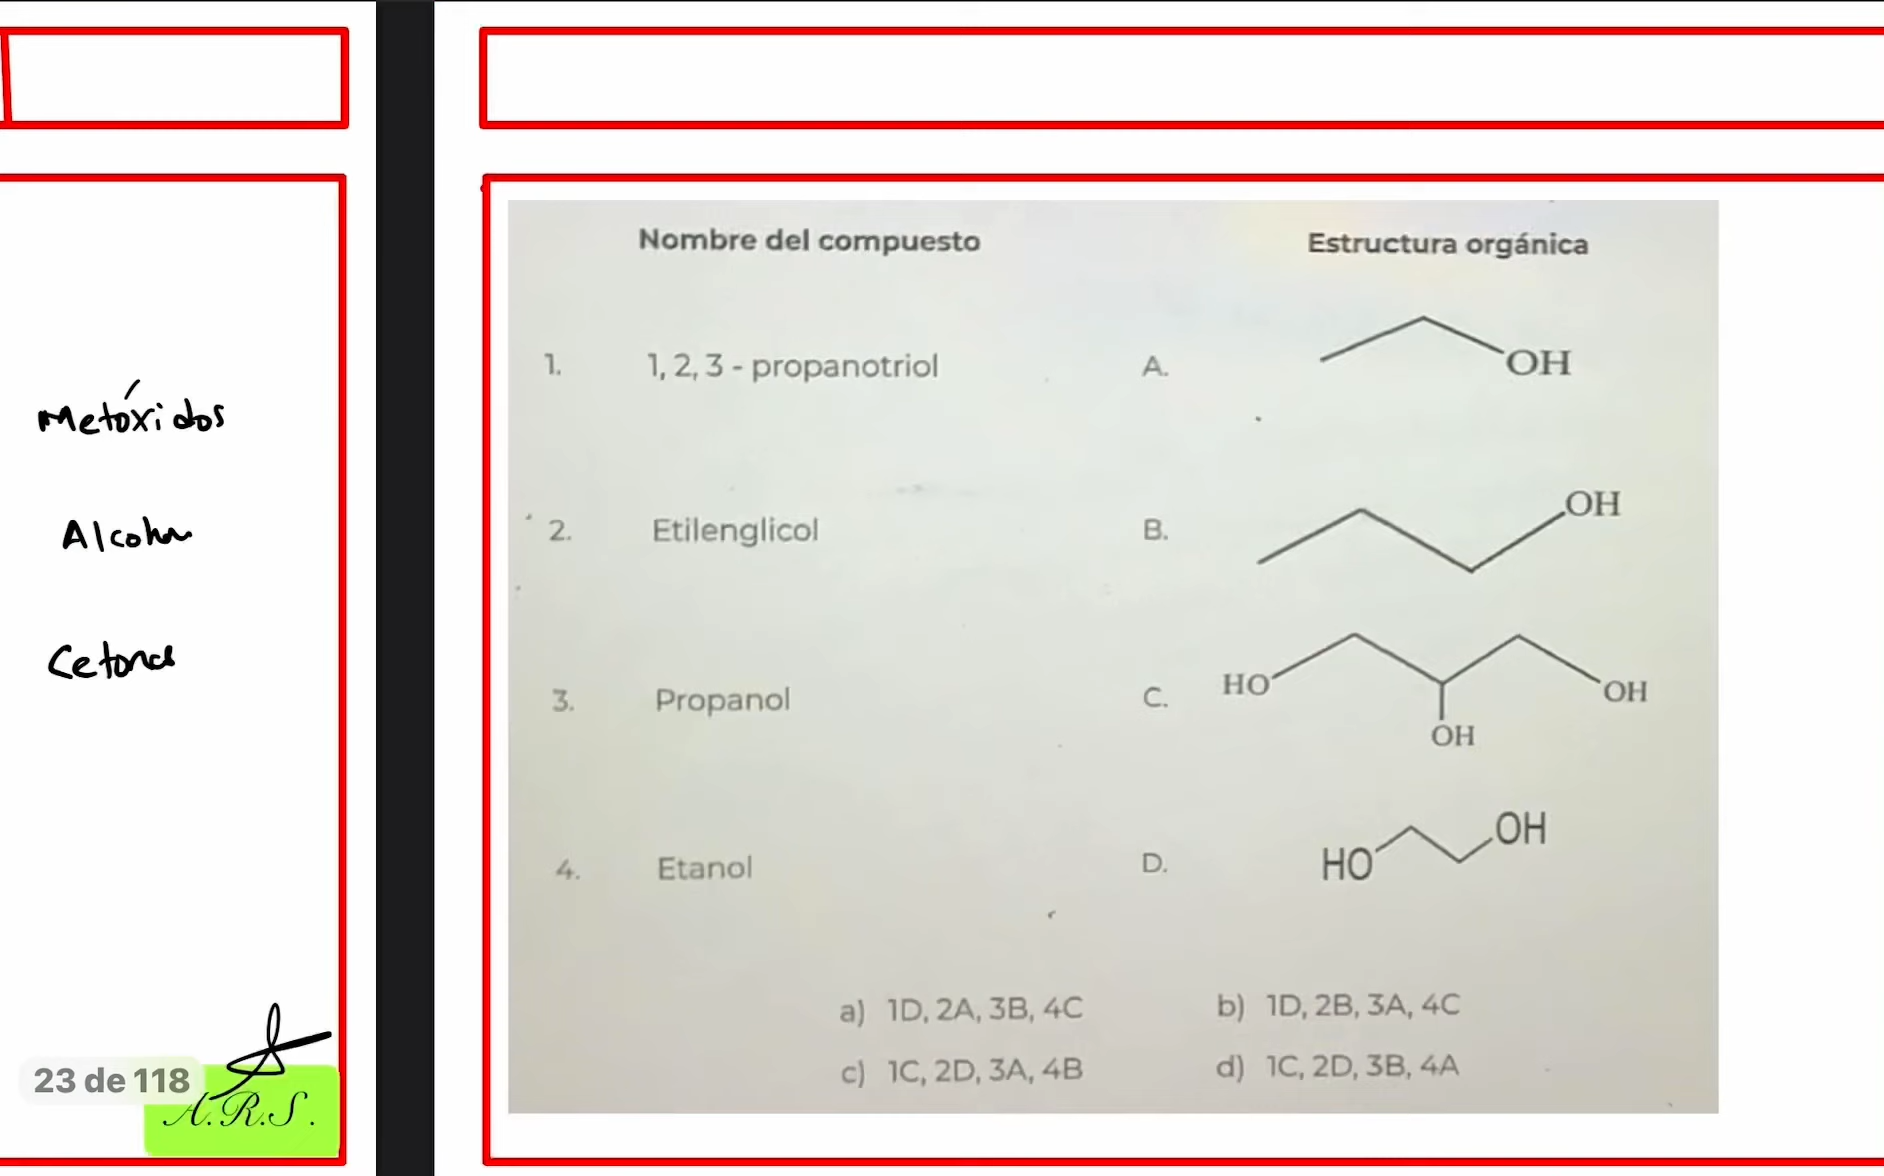 Metóxidos
Alcohol
Cetonas
23 de 118
A.R.S.
Nombre del compuesto
Estructura orgánica
1. 1, 2, 3 - propanotriol
A. OH
2. Etilenglicol
B. OH
3. Propanol
C. HO OH
OH
4. Etanol
D. HO OH
a) 1D, 2A, 3B, 4C
b) 1D, 2B, 3A, 4C
c) 1C, 2D, 3A, 4B
d) 1C, 2D, 3B, 4A